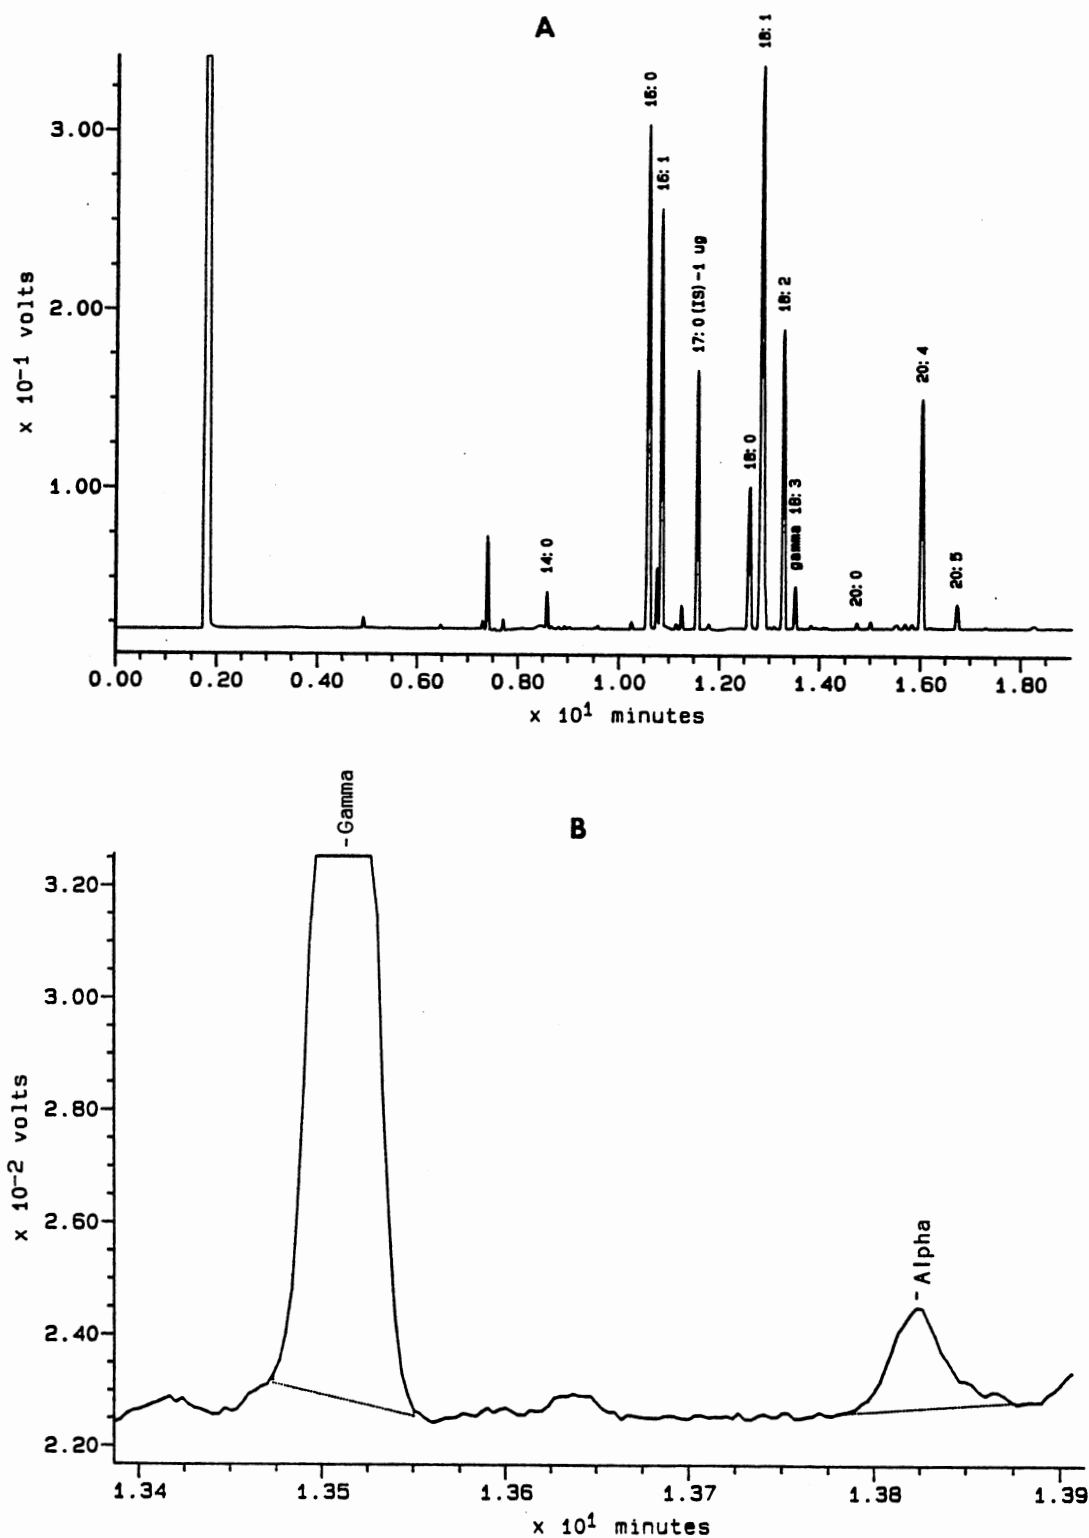 A
18: 1
16: 0
3.00
16: 1
17: 0 (IS) -1 ug
x 10-1 volts
2.00
18: 2
20: 4
18: 0
1.00
gamma 18: 3
14: 0
20: 0
20: 5
0.00 0.20 0.40 0.60 0.80 1.00 1.20 1.40 1.60 1.80
x 10¹ minutes
B
-Gamma
3.20
3.00
2.80
x 10-2 volts
2.60
- Alpha
2.40
2.20
1.34 1.35 1.36 1.37 1.38 1.39
x 10¹ minutes